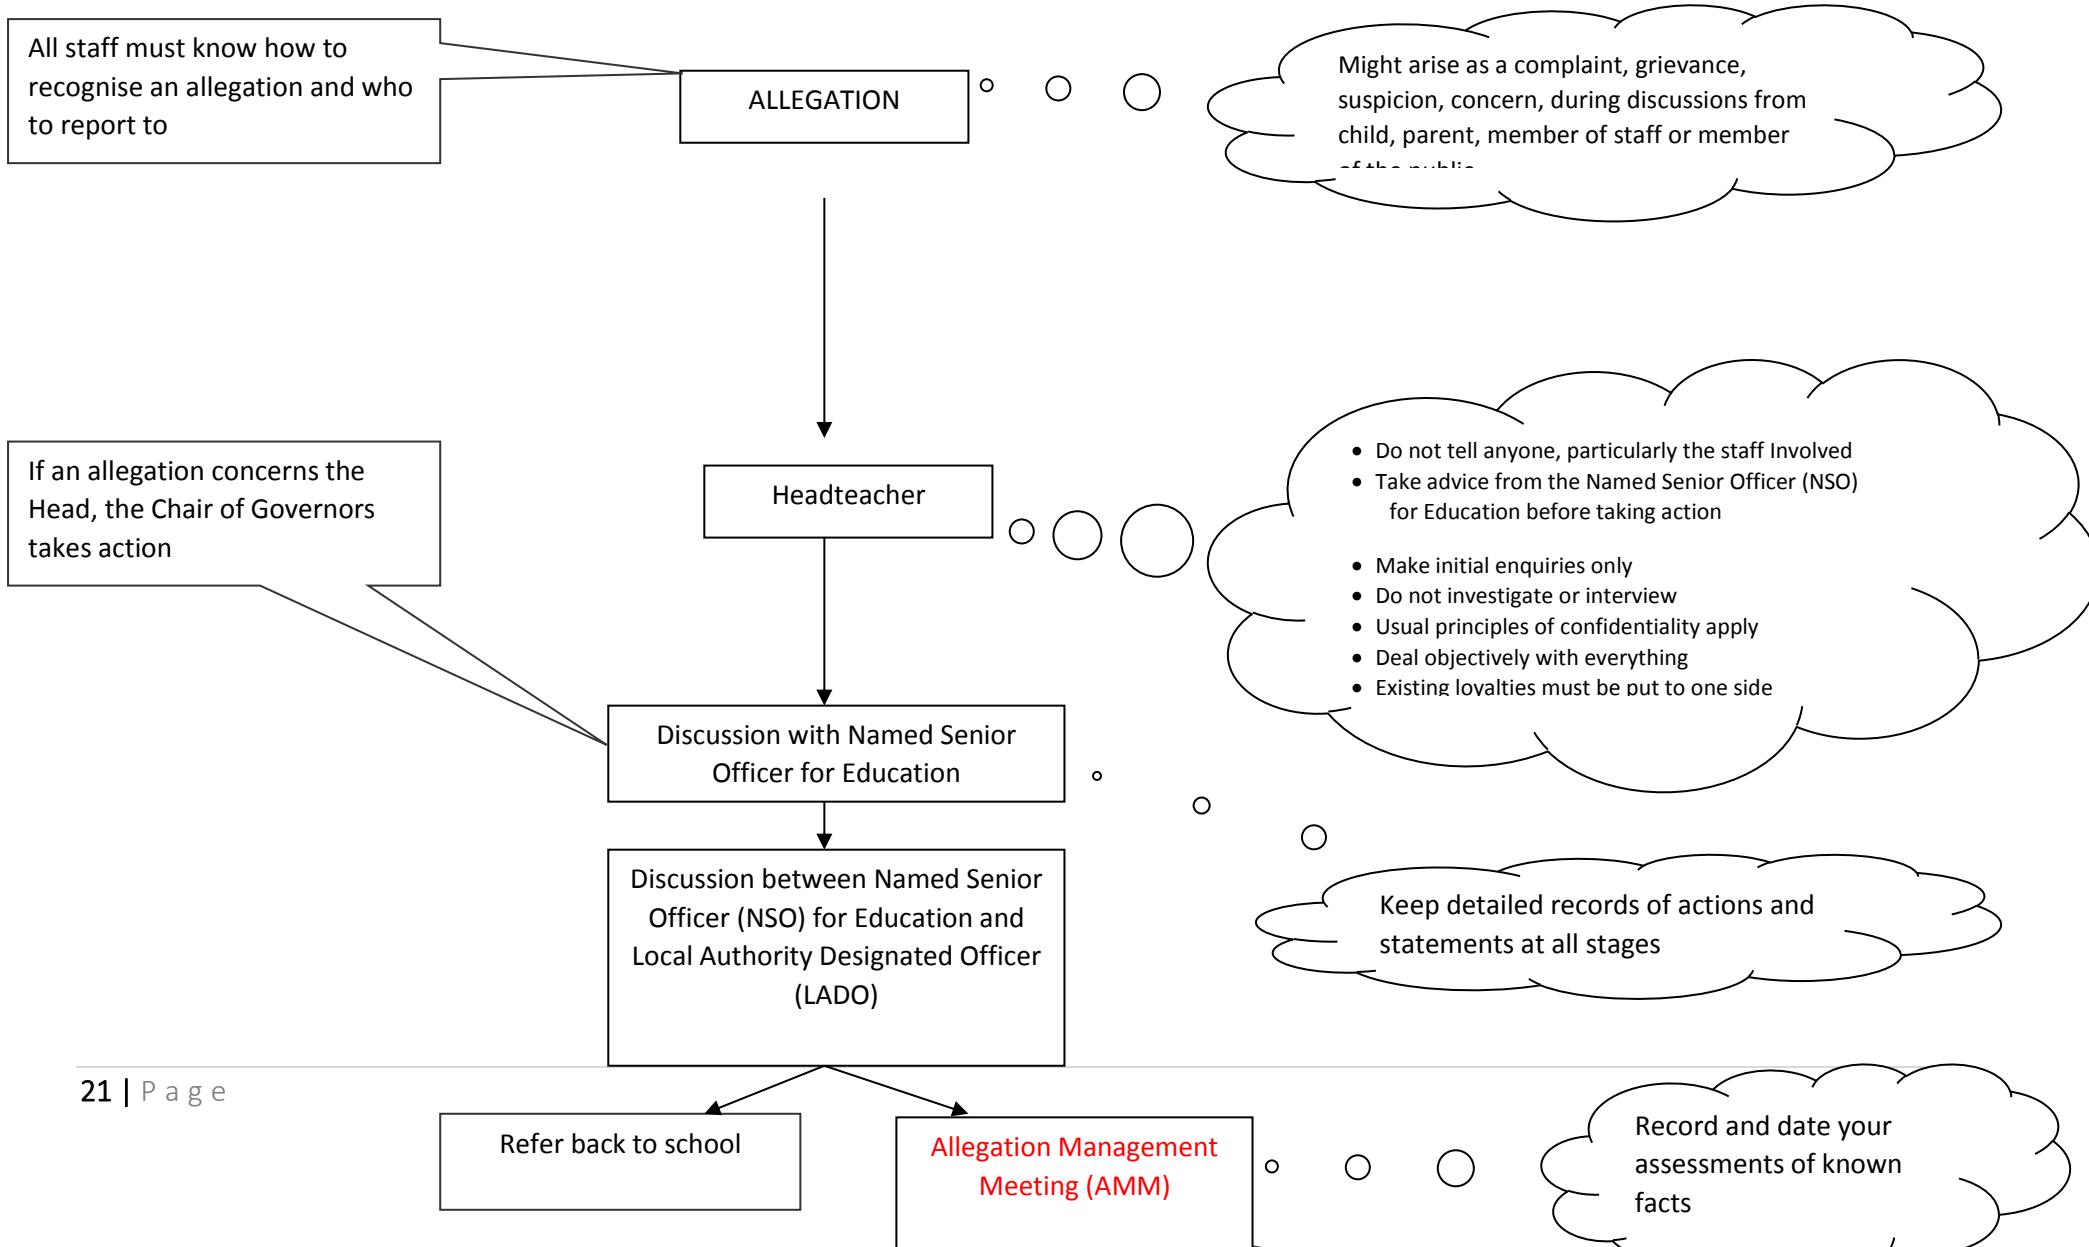 All staff must know how to
recognise an allegation and who
to report to
ALLEGATION
Might arise as a complaint, grievance,
suspicion, concern, during discussions from
child, parent, member of staff or member
of the public
If an allegation concerns the
Head, the Chair of Governors
takes action
Headteacher
• Do not tell anyone, particularly the staff Involved
• Take advice from the Named Senior Officer (NSO)
for Education before taking action
• Make initial enquiries only
• Do not investigate or interview
• Usual principles of confidentiality apply
• Deal objectively with everything
• Existing loyalties must be put to one side
Discussion with Named Senior
Officer for Education
Discussion between Named Senior
Officer (NSO) for Education and
Local Authority Designated Officer
(LADO)
Keep detailed records of actions and
statements at all stages
21 | Page
Refer back to school
Allegation Management
Meeting (AMM)
Record and date your
assessments of known
facts